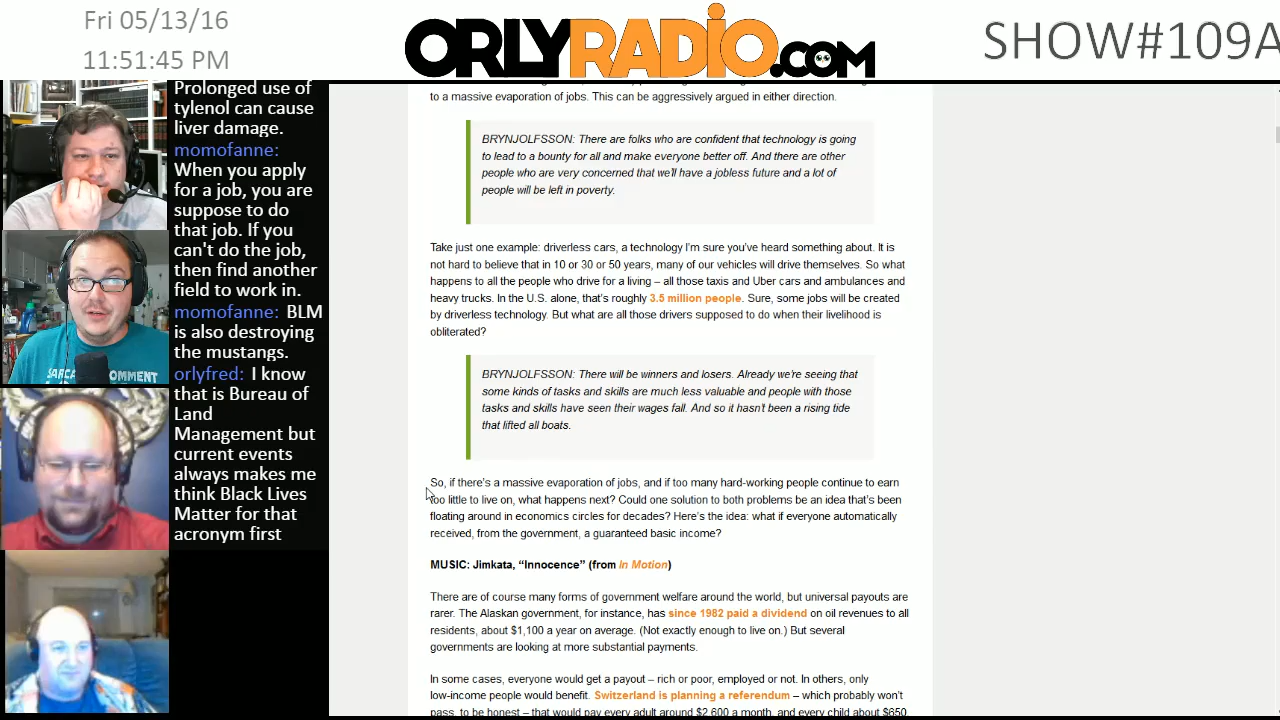 Fri 05/13/16
11:51:45 PM
ORLYRADiO.COM
SHOW#109A
Prolonged use of
tylenol can cause
liver damage.
momofanne:
When you apply
for a job, you are
suppose to do
that job. If you
can't do the job,
then find another
field to work in.
momofanne: BLM
is also destroying
the mustangs.
orlyfred: I know
that is Bureau of
Land
Management but
current events
always makes me
think Black Lives
Matter for that
acronym first
COMMENT
to a massive evaporation of jobs. This can be aggressively argued in either direction.
BRYNJOLFSSON: There are folks who are confident that technology is going
to lead to a bounty for all and make everyone better off. And there are other
people who are very concerned that we'll have a jobless future and a lot of
people will be left in poverty.
Take just one example: driverless cars, a technology I'm sure you've heard something about. It is
not hard to believe that in 10 or 30 or 50 years, many of our vehicles will drive themselves. So what
happens to all the people who drive for a living – all those taxis and Uber cars and ambulances and
heavy trucks. In the U.S. alone, that's roughly 3.5 million people. Sure, some jobs will be created
by driverless technology. But what are all those drivers supposed to do when their livelihood is
obliterated?
BRYNJOLFSSON: There will be winners and losers. Already we're seeing that
some kinds of tasks and skills are much less valuable and people with those
tasks and skills have seen their wages fall. And so it hasn't been a rising tide
that lifted all boats.
So, if there's a massive evaporation of jobs, and if too many hard-working people continue to earn
too little to live on, what happens next? Could one solution to both problems be an idea that's been
floating around in economics circles for decades? Here's the idea: what if everyone automatically
received, from the government, a guaranteed basic income?
MUSIC: Jimkata, “Innocence” (from In Motion)
There are of course many forms of government welfare around the world, but universal payouts are
rarer. The Alaskan government, for instance, has since 1982 paid a dividend on oil revenues to all
residents, about $1,100 a year on average. (Not exactly enough to live on.) But several
governments are looking at more substantial payments.
In some cases, everyone would get a payout – rich or poor, employed or not. In others, only
low-income people would benefit. Switzerland is planning a referendum – which probably won't
pass, to be honest – that would pay every adult around $2,600 a month, and every child about $650